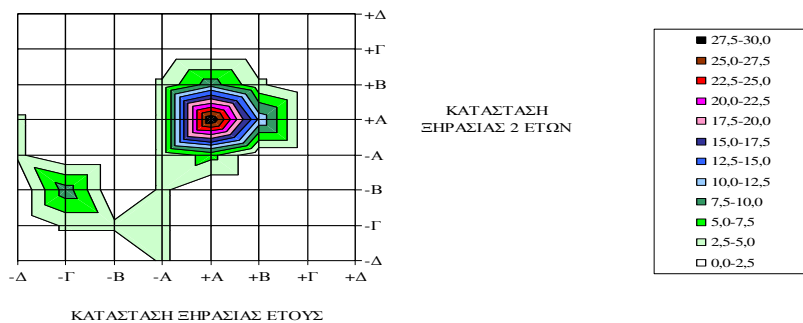 +Δ
+Γ
+Β
+Α
-Α
-Β
-Γ
-Δ
-Δ -Γ -Β -Α +Α +Β +Γ +Δ
ΚΑΤΑΣΤΑΣΗ ΞΗΡΑΣΙΑΣ ΕΤΟΥΣ
ΚΑΤΑΣΤΑΣΗ
ΞΗΡΑΣΙΑΣ 2 ΕΤΩΝ
27,5-30,0
25,0-27,5
22,5-25,0
20,0-22,5
17,5-20,0
15,0-17,5
12,5-15,0
10,0-12,5
7,5-10,0
5,0-7,5
2,5-5,0
0,0-2,5